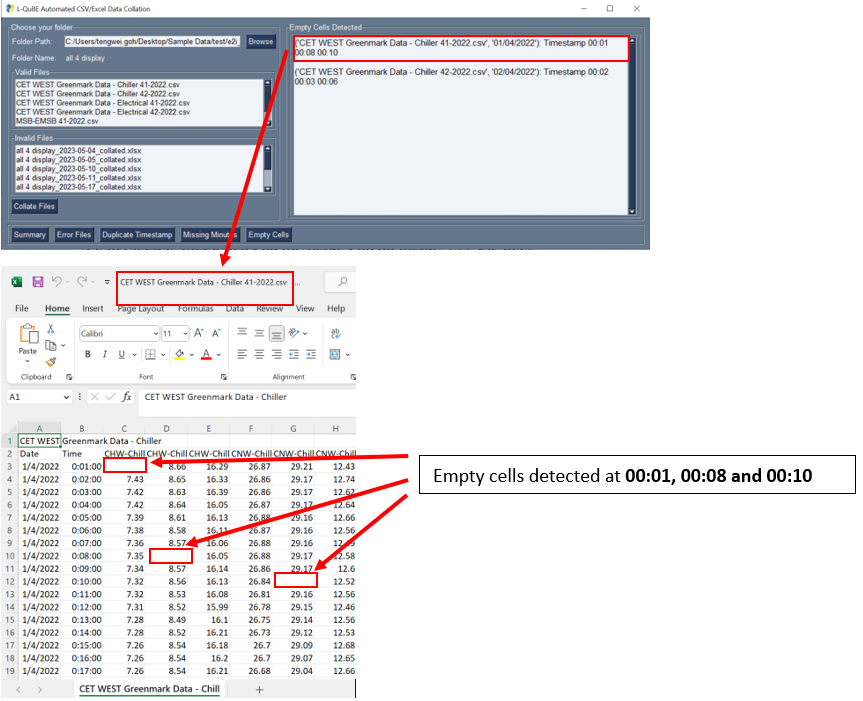 L-QuBE Automated CSV/Excel Data Collation
Choose your folder
Folder Path: C:/Users/tengwei.goh/Desktop/Sample Data/test/e2i_ Browse
Folder Name: all 4 display
Valid Files
CET WEST Greenmark Data - Chiller 41-2022.csv
CET WEST Greenmark Data - Chiller 42-2022.csv
CET WEST Greenmark Data - Electrical 41-2022.csv
CET WEST Greenmark Data - Electrical 42-2022.csv
MSB-EMSB 41-2022.csv
Invalid Files
all 4 display_2023-05-04_collated.xlsx
all 4 display_2023-05-05_collated.xlsx
all 4 display_2023-05-10_collated.xlsx
all 4 display_2023-05-11_collated.xlsx
all 4 display_2023-05-17_collated.xlsx
Collate Files
Summary Error Files Duplicate Timestamp Missing Minutes Empty Cells
Empty Cells Detected
('CET WEST Greenmark Data - Chiller 41-2022.csv', '01/04/2022'): Timestamp 00:01
00:08 00:10
('CET WEST Greenmark Data - Chiller 42-2022.csv', '02/04/2022'): Timestamp 00:02
00:03 00:06
CET WEST Greenmark Data - Chiller 41-2022.csv ...
File Home Insert Page Layout Formulas Data Review View Help
Paste
Calibri 11
B I U
Clipboard Font Alignment
A1 fx CET WEST Greenmark Data - Chiller
A B C D E F G H
1 CET WEST Greenmark Data - Chiller
2 Date Time CHW-Chill CHW-Chill CHW-Chill CNW-Chill CNW-Chill CNW-Chill
3 1/4/2022 0:01:00 8.66 16.29 26.87 29.21 12.43
4 1/4/2022 0:02:00 7.43 8.65 16.33 26.86 29.17 12.74
5 1/4/2022 0:03:00 7.42 8.63 16.39 26.86 29.17 12.62
6 1/4/2022 0:04:00 7.42 8.64 16.05 26.87 29.17 12.64
7 1/4/2022 0:05:00 7.39 8.61 16.13 26.88 29.16 12.66
8 1/4/2022 0:06:00 7.38 8.58 16.11 26.87 29.16 12.56
9 1/4/2022 0:07:00 7.36 8.57 16.06 26.88 29.16
10 1/4/2022 0:08:00 7.35 16.05 26.88 29.17 12.58
11 1/4/2022 0:09:00 7.34 8.57 16.14 26.86 29.17 12.6
12 1/4/2022 0:10:00 7.32 8.56 16.13 26.84 12.52
13 1/4/2022 0:11:00 7.32 8.53 16.08 26.81 29.16 12.56
14 1/4/2022 0:12:00 7.31 8.52 15.99 26.78 29.15 12.46
15 1/4/2022 0:13:00 7.28 8.49 16.1 26.75 29.14 12.56
16 1/4/2022 0:14:00 7.28 8.52 16.21 26.73 29.12 12.53
17 1/4/2022 0:15:00 7.26 8.54 16.18 26.7 29.09 12.68
18 1/4/2022 0:16:00 7.26 8.54 16.2 26.7 29.07 12.65
19 1/4/2022 0:17:00 7.26 8.54 16.21 26.68 29.04 12.66
CET WEST Greenmark Data - Chill +
Empty cells detected at 00:01, 00:08 and 00:10